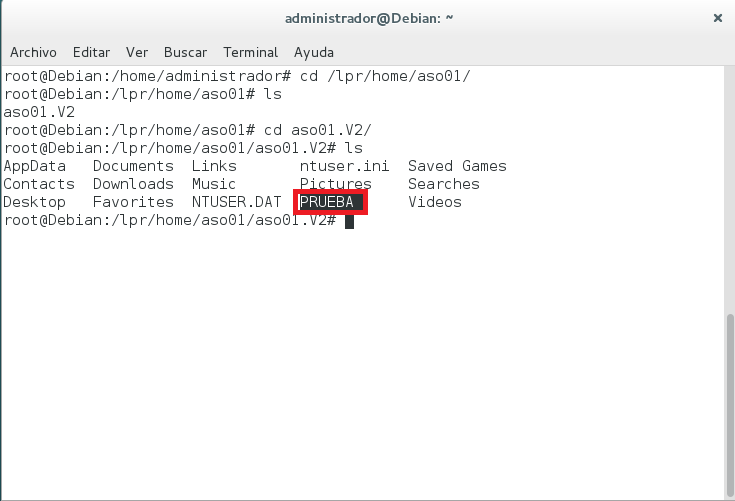 administrador@Debian: ~ ×
Archivo Editar Ver Buscar Terminal Ayuda
root@Debian:/home/administrador# cd /lpr/home/aso01/
root@Debian:/lpr/home/aso01# ls
aso01.V2
root@Debian:/lpr/home/aso01# cd aso01.V2/
root@Debian:/lpr/home/aso01/aso01.V2# ls
AppData Documents Links ntuser.ini Saved Games
Contacts Downloads Music Pictures Searches
Desktop Favorites NTUSER.DAT PRUEBA Videos
root@Debian:/lpr/home/aso01/aso01.V2#